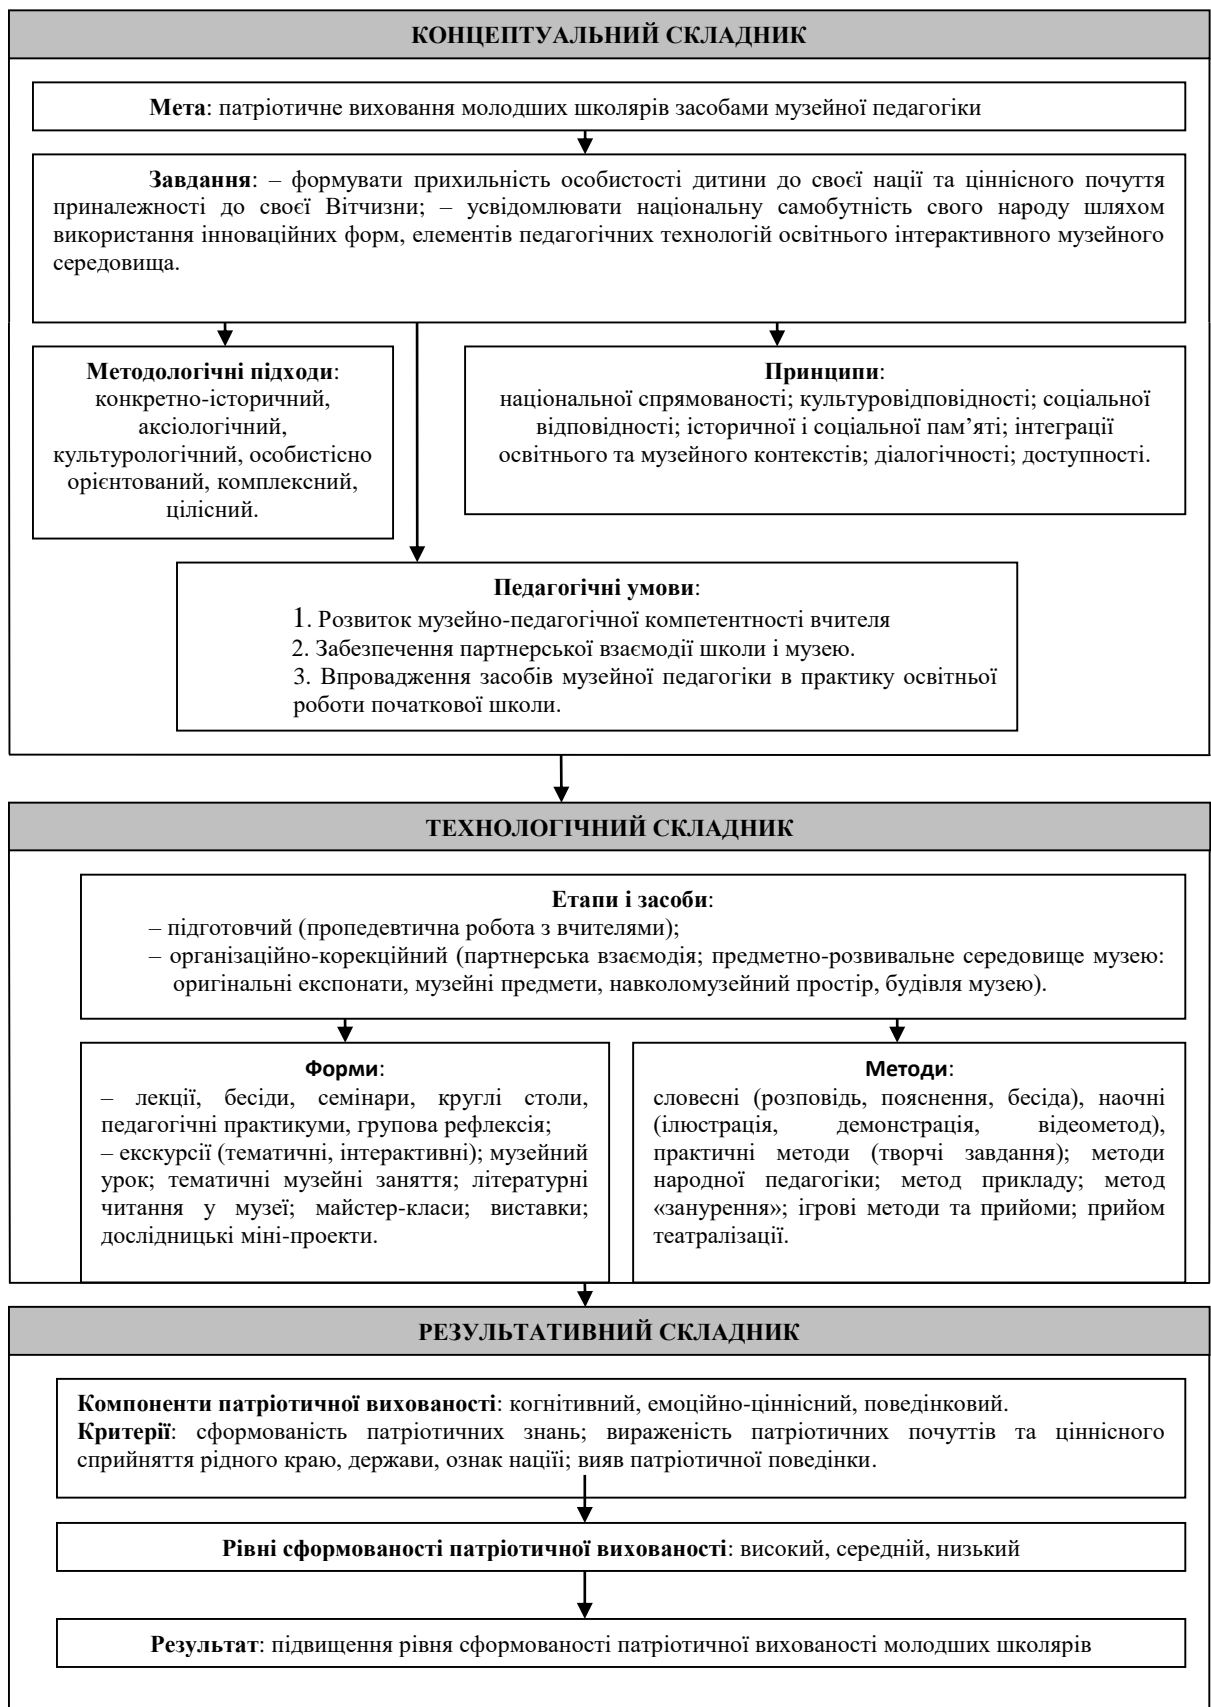 КОНЦЕПТУАЛЬНИЙ СКЛАДНИК
Мета: патріотичне виховання молодших школярів засобами музейної педагогіки
Завдання: – формувати прихильність особистості дитини до своєї нації та ціннісного почуття
приналежності до своєї Вітчизни; – усвідомлювати національну самобутність свого народу шляхом
використання інноваційних форм, елементів педагогічних технологій освітнього інтерактивного музейного
середовища.
Методологічні підходи:
конкретно-історичний,
аксіологічний,
культурологічний, особистісно
орієнтований, комплексний,
цілісний.
Принципи:
національної спрямованості; культуровідповідності; соціальної
відповідності; історичної і соціальної пам’яті; інтеграції
освітнього та музейного контекстів; діалогічності; доступності.
Педагогічні умови:
1. Розвиток музейно-педагогічної компетентності вчителя
2. Забезпечення партнерської взаємодії школи і музею.
3. Впровадження засобів музейної педагогіки в практику освітньої
роботи початкової школи.
ТЕХНОЛОГІЧНИЙ СКЛАДНИК
Етапи і засоби:
– підготовчий (пропедевтична робота з вчителями);
– організаційно-корекційний (партнерська взаємодія; предметно-розвивальне середовище музею:
оригінальні експонати, музейні предмети, навколомузейний простір, будівля музею).
Форми:
– лекції, бесіди, семінари, круглі столи,
педагогічні практикуми, групова рефлексія;
– екскурсії (тематичні, інтерактивні); музейний
урок; тематичні музейні заняття; літературні
читання у музеї; майстер-класи; виставки;
дослідницькі міні-проекти.
Методи:
словесні (розповідь, пояснення, бесіда), наочні
(ілюстрація, демонстрація, відеометод),
практичні методи (творчі завдання); методи
народної педагогіки; метод прикладу; метод
«занурення»; ігрові методи та прийоми; прийом
театралізації.
РЕЗУЛЬТАТИВНИЙ СКЛАДНИК
Компоненти патріотичної вихованості: когнітивний, емоційно-ціннісний, поведінковий.
Критерії: сформованість патріотичних знань; вираженість патріотичних почуттів та ціннісного
сприйняття рідного краю, держави, ознак націїі; вияв патріотичної поведінки.
Рівні сформованості патріотичної вихованості: високий, середній, низький
Результат: підвищення рівня сформованості патріотичної вихованості молодших школярів